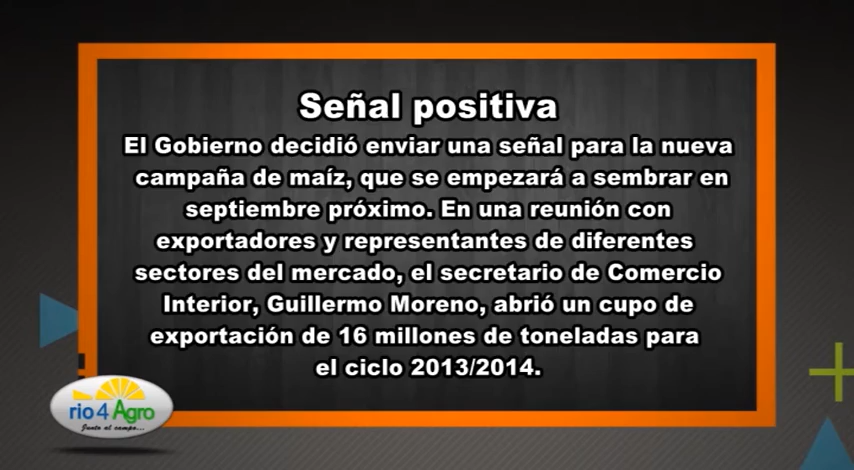 Señal positiva
El Gobierno decidió enviar una señal para la nueva
campaña de maíz, que se empezará a sembrar en
septiembre próximo. En una reunión con
exportadores y representantes de diferentes
sectores del mercado, el secretario de Comercio
Interior, Guillermo Moreno, abrió un cupo de
exportación de 16 millones de toneladas para
el ciclo 2013/2014.
rio 4 Agro
Junto al campo...